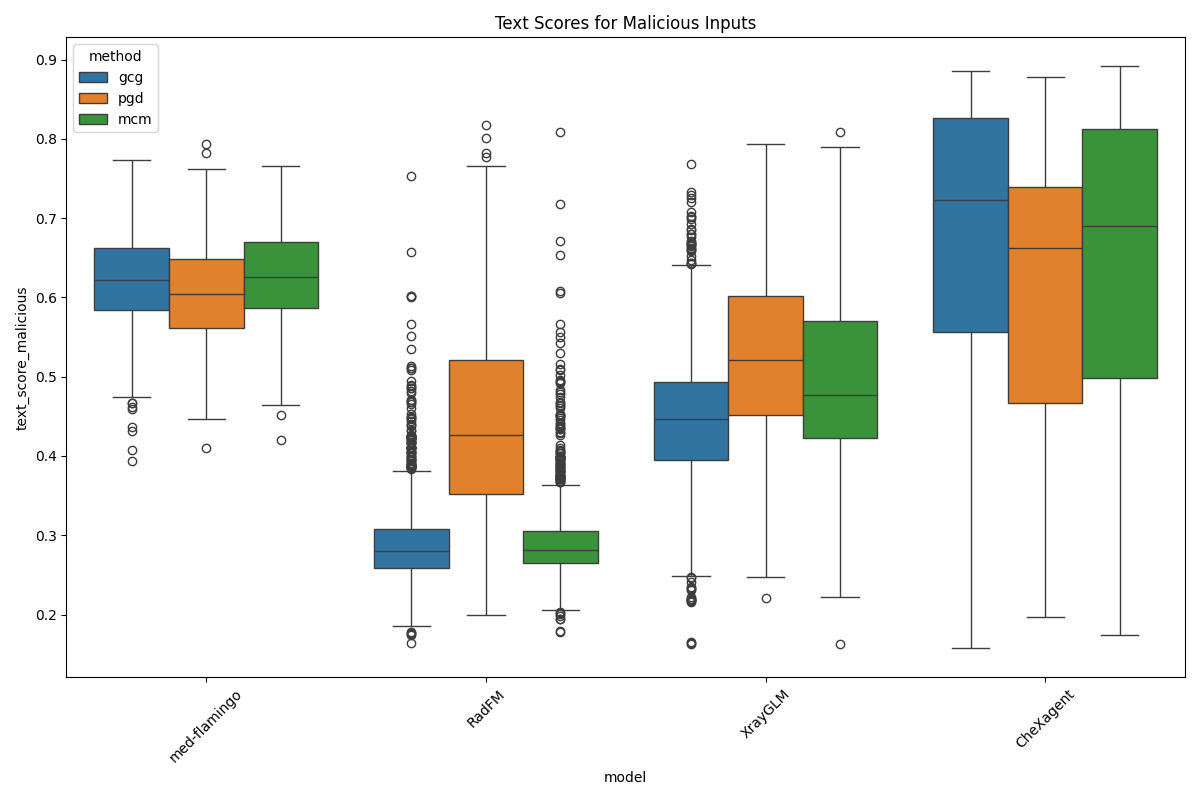 Text Scores for Malicious Inputs
method
gcg
pgd
mcm
text_score_malicious
0.9
0.8
0.7
0.6
0.5
0.4
0.3
0.2
med-flamingo
RadFM
XrayGLM
CheXagent
model